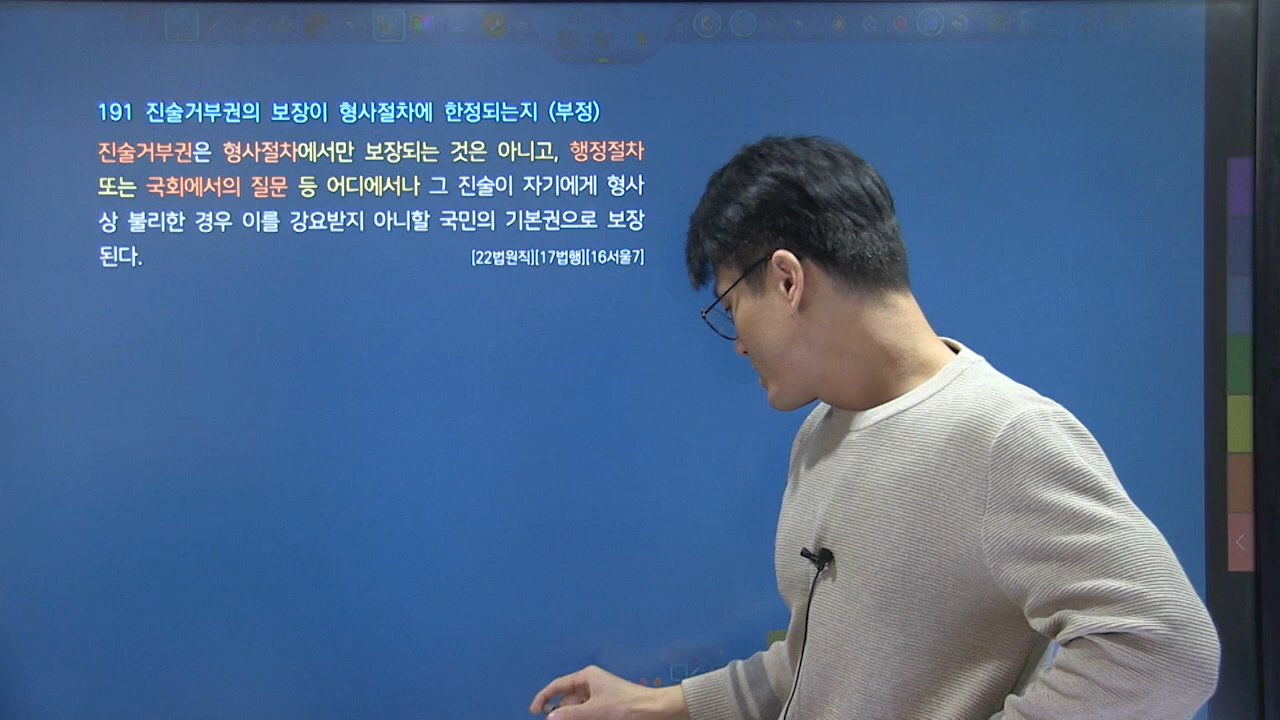 191 진술거부권의 보장이 형사절차에 한정되는지 (부정)
진술거부권은 형사절차에서만 보장되는 것은 아니고, 행정절차
또는 국회에서의 질문 등 어디에서나 그 진술이 자기에게 형사
상 불리한 경우 이를 강요받지 아니할 국민의 기본권으로 보장
된다. [22법원직][17법행][16서울7]